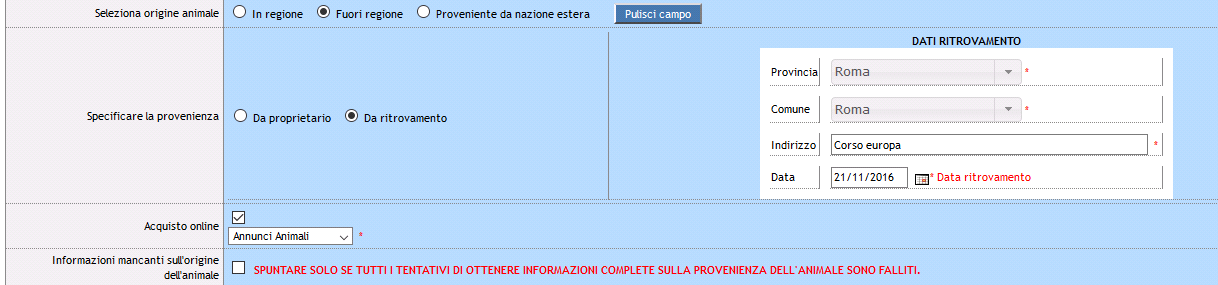 Seleziona origine animale In regione Fuori regione Proveniente da nazione estera Pulisci campo
DATI RITROVAMENTO
Provincia Roma *
Comune Roma *
Specificare la provenienza Da proprietario Da ritrovamento
Indirizzo Corso europa *
Data 21/11/2016 * Data ritrovamento
Acquisto online
Annunci Animali *
Informazioni mancanti sull'origine
dell'animale
SPUNTARE SOLO SE TUTTI I TENTATIVI DI OTTENERE INFORMAZIONI COMPLETE SULLA PROVENIENZA DELL'ANIMALE SONO FALLITI.